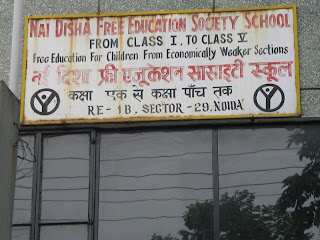 NAI DISHA FREE EDUCATION SOCIETY SCHOOL
FROM CLASS I. TO CLASS V
Free Education For Children From Economically Weaker Sections
नई दिशा फ्री एजूकेशन सोसाइटी स्कूल
कक्षा एक से कक्षा पाँच तक
RE-1B, SECTOR-29, NOIDA